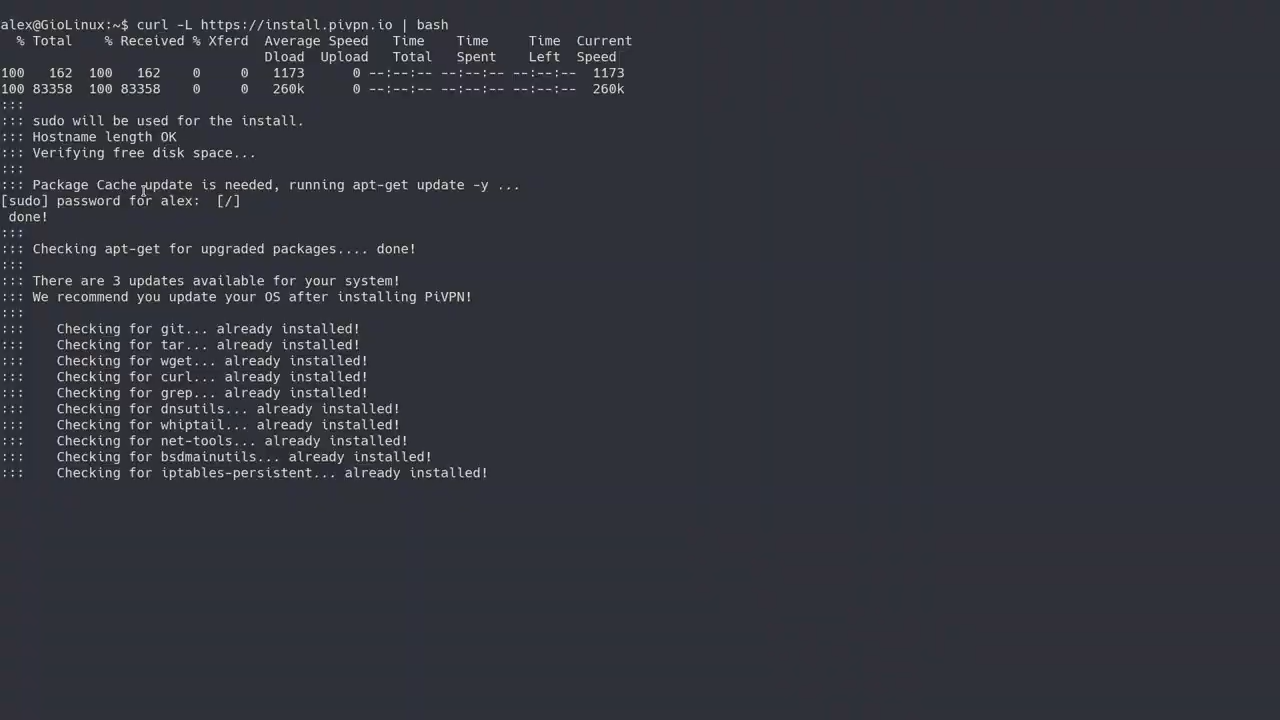 alex@GioLinux:~$ curl -L https://install.pivpn.io | bash
  % Total    % Received % Xferd  Average Speed   Time    Time     Time  Current
                                 Dload  Upload   Total   Spent    Left  Speed
100   162  100   162    0     0   1173      0 --:--:-- --:--:-- --:--:--  1173
100 83358  100 83358    0     0   260k      0 --:--:-- --:--:-- --:--:--  260k
:::
::: sudo will be used for the install.
::: Hostname length OK
::: Verifying free disk space...
:::
::: Package Cache update is needed, running apt-get update -y ...
[sudo] password for alex:  [/]
 done!
:::
::: Checking apt-get for upgraded packages.... done!
:::
::: There are 3 updates available for your system!
::: We recommend you update your OS after installing PiVPN!
:::
:::    Checking for git... already installed!
:::    Checking for tar... already installed!
:::    Checking for wget... already installed!
:::    Checking for curl... already installed!
:::    Checking for grep... already installed!
:::    Checking for dnsutils... already installed!
:::    Checking for whiptail... already installed!
:::    Checking for net-tools... already installed!
:::    Checking for bsdmainutils... already installed!
:::    Checking for iptables-persistent... already installed!